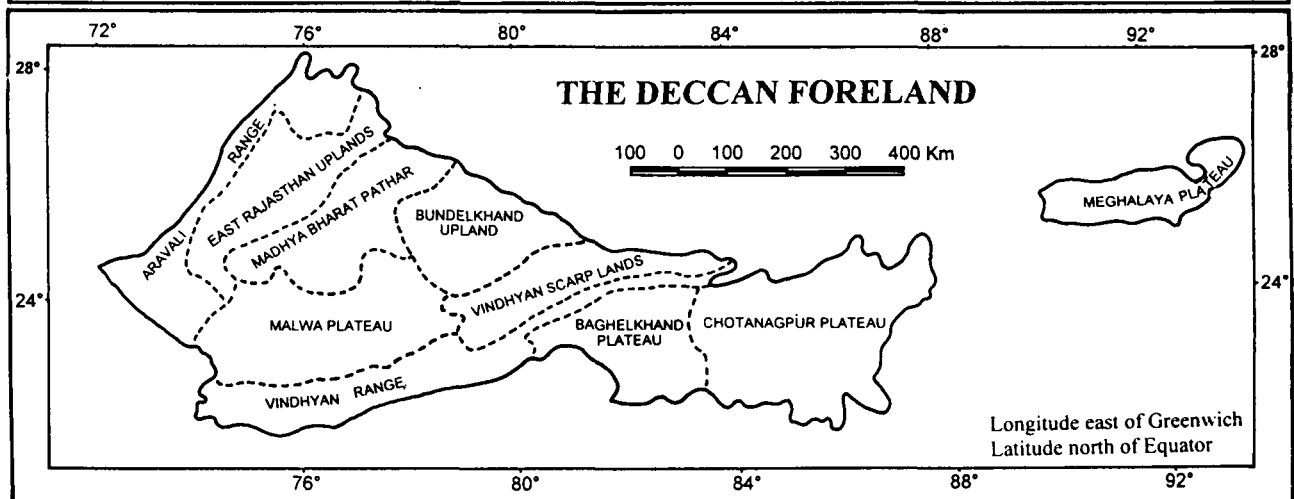 72° 76° 80° 84° 88° 92°
28° 28°
THE DECCAN FORELAND
100 0 100 200 300 400 Km
ARAVALI RANGE
EAST RAJASTHAN UPLANDS
MADHYA BHARAT PATHAR
BUNDELKHAND
UPLAND
MEGHALAYA PLATEAU
VINDHYAN SCARP LANDS
24° 24°
MALWA PLATEAU
BAGHELKHAND
PLATEAU
CHOTANAGPUR PLATEAU
VINDHYAN RANGE
Longitude east of Greenwich
Latitude north of Equator
76° 80° 84° 88° 92°